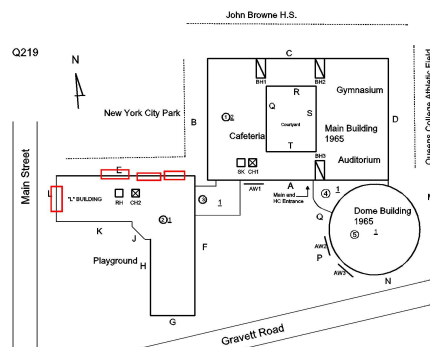 John Browne H.S.
Q219
N
C
BH1
BH2
Gymnasium
R
Q
S
Courtyard
New York City Park
B
D
Queens College Athletic Field
1 2
Cafeteria
Main Building
1965
T
BH3
Auditorium
SK
CH1
AW1
A
Main and
HC Entrance
Main Street
E
L
"L" BUILDING
RH
CH2
3
1
4
1
2 1
K
J
F
Q
Dome Building
1965
M
AW2
5
1
P
AW3
Playground
H
N
G
Gravett Road